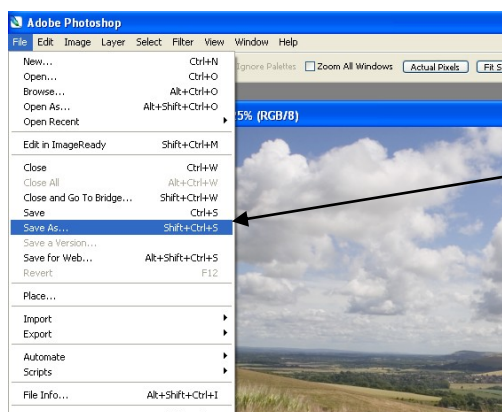 Adobe Photoshop
File Edit Image Layer Select Filter View Window Help
Ignore Palettes Zoom All Windows Actual Pixels Fit S
5% (RGB/8)
New... Ctrl+N
Open... Ctrl+O
Browse... Alt+Ctrl+O
Open As... Alt+Shift+Ctrl+O
Open Recent
Edit in ImageReady Shift+Ctrl+M
Close Ctrl+W
Close All Alt+Ctrl+W
Close and Go To Bridge... Shift+Ctrl+W
Save Ctrl+S
Save As... Shift+Ctrl+S
Save a Version...
Save for Web... Alt+Shift+Ctrl+S
Revert F12
Place...
Import
Export
Automate
Scripts
File Info... Alt+Shift+Ctrl+I